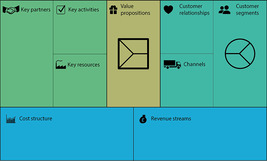 Key partners
Key activities
Value
propositions
Customer
relationships
Customer
segments
Key resources
Channels
Cost structure
Revenue streams